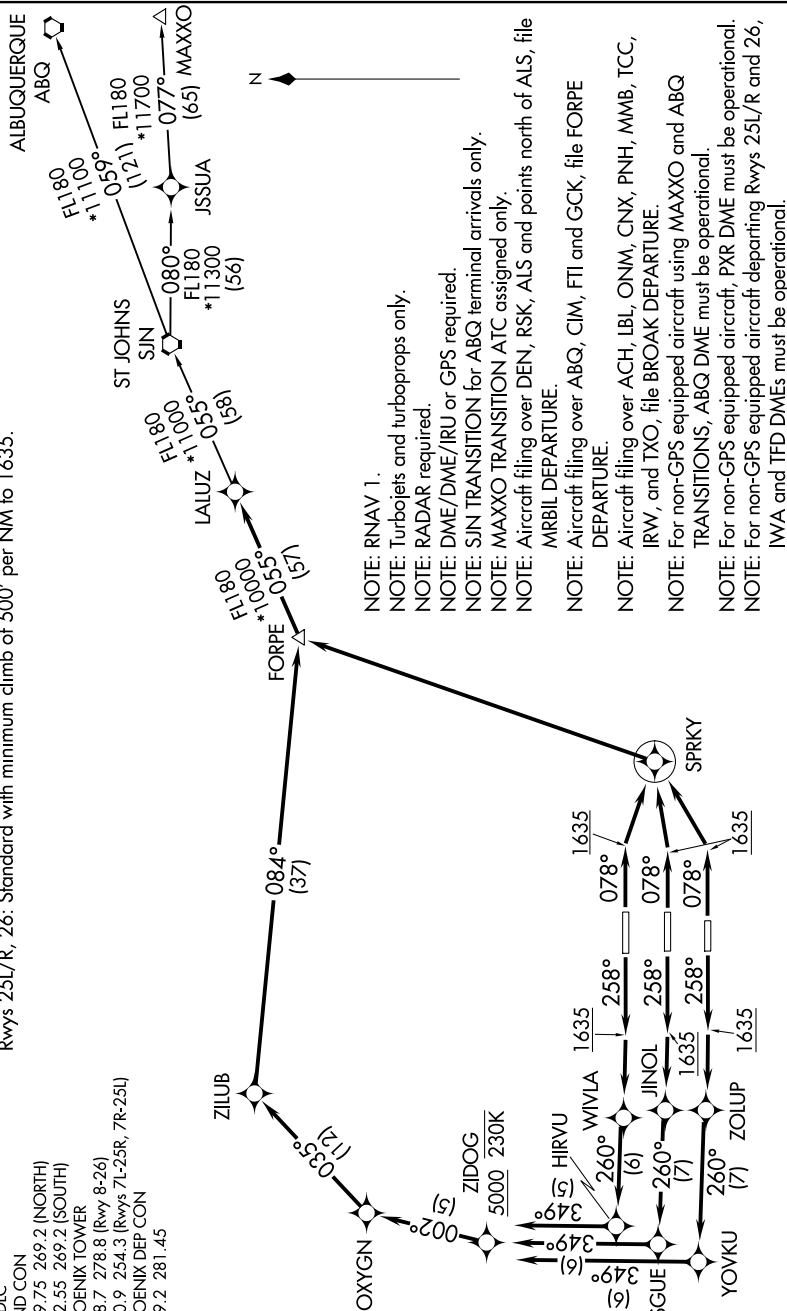 Rwys 25L/R, 26: Standard with minimum climb of 500' per NM to 1635.
ND CON
9.75 269.2 (NORTH)
2.55 269.2 (SOUTH)
OENIX TOWER
8.7 278.8 (Rwy 8-26)
0.9 254.3 (Rwys 7L-25R, 7R-25L)
OENIX DEP CON
9.2 281.45
ALBUQUERQUE
ABQ
FL180
*11100
059°
(121)
FL180
*11700
077°
(65)
MAXXO
JSSUA
080°
FL180
*11300
(56)
ST JOHNS
SJN
FL180
*11000
055°
(58)
LALUZ
FL180
*10000
055°
(57)
FORPE
N
084°
(37)
ZILUB
035°
(12)
OXYGN
002°
(5)
ZIDOG
5000 230K
HIRVU
349°
(5)
349°
(6)
349°
(6)
GUE
YOVKU
WIVLA
260°
(6)
JINOL
260°
(7)
ZOLUP
260°
(7)
1635
1635
1635
258°
258°
258°
078°
078°
078°
1635
1635
SPRKY
NOTE: RNAV 1.
NOTE: Turbojets and turboprops only.
NOTE: RADAR required.
NOTE: DME/DME/IRU or GPS required.
NOTE: SJN TRANSITION for ABQ terminal arrivals only.
NOTE: MAXXO TRANSITION ATC assigned only.
NOTE: Aircraft filing over DEN, RSK, ALS and points north of ALS, file
MRBIL DEPARTURE.
NOTE: Aircraft filing over ABQ, CIM, FTI and GCK, file FORPE
DEPARTURE.
NOTE: Aircraft filing over ACH, LBL, ONM, CNX, PNH, MMB, TCC,
IRW, and TXO, file BROAK DEPARTURE.
NOTE: For non-GPS equipped aircraft using MAXXO and ABQ
TRANSITIONS, ABQ DME must be operational.
NOTE: For non-GPS equipped aircraft, PXR DME must be operational.
NOTE: For non-GPS equipped aircraft departing Rwys 25L/R and 26,
IWA and TFD DMEs must be operational.